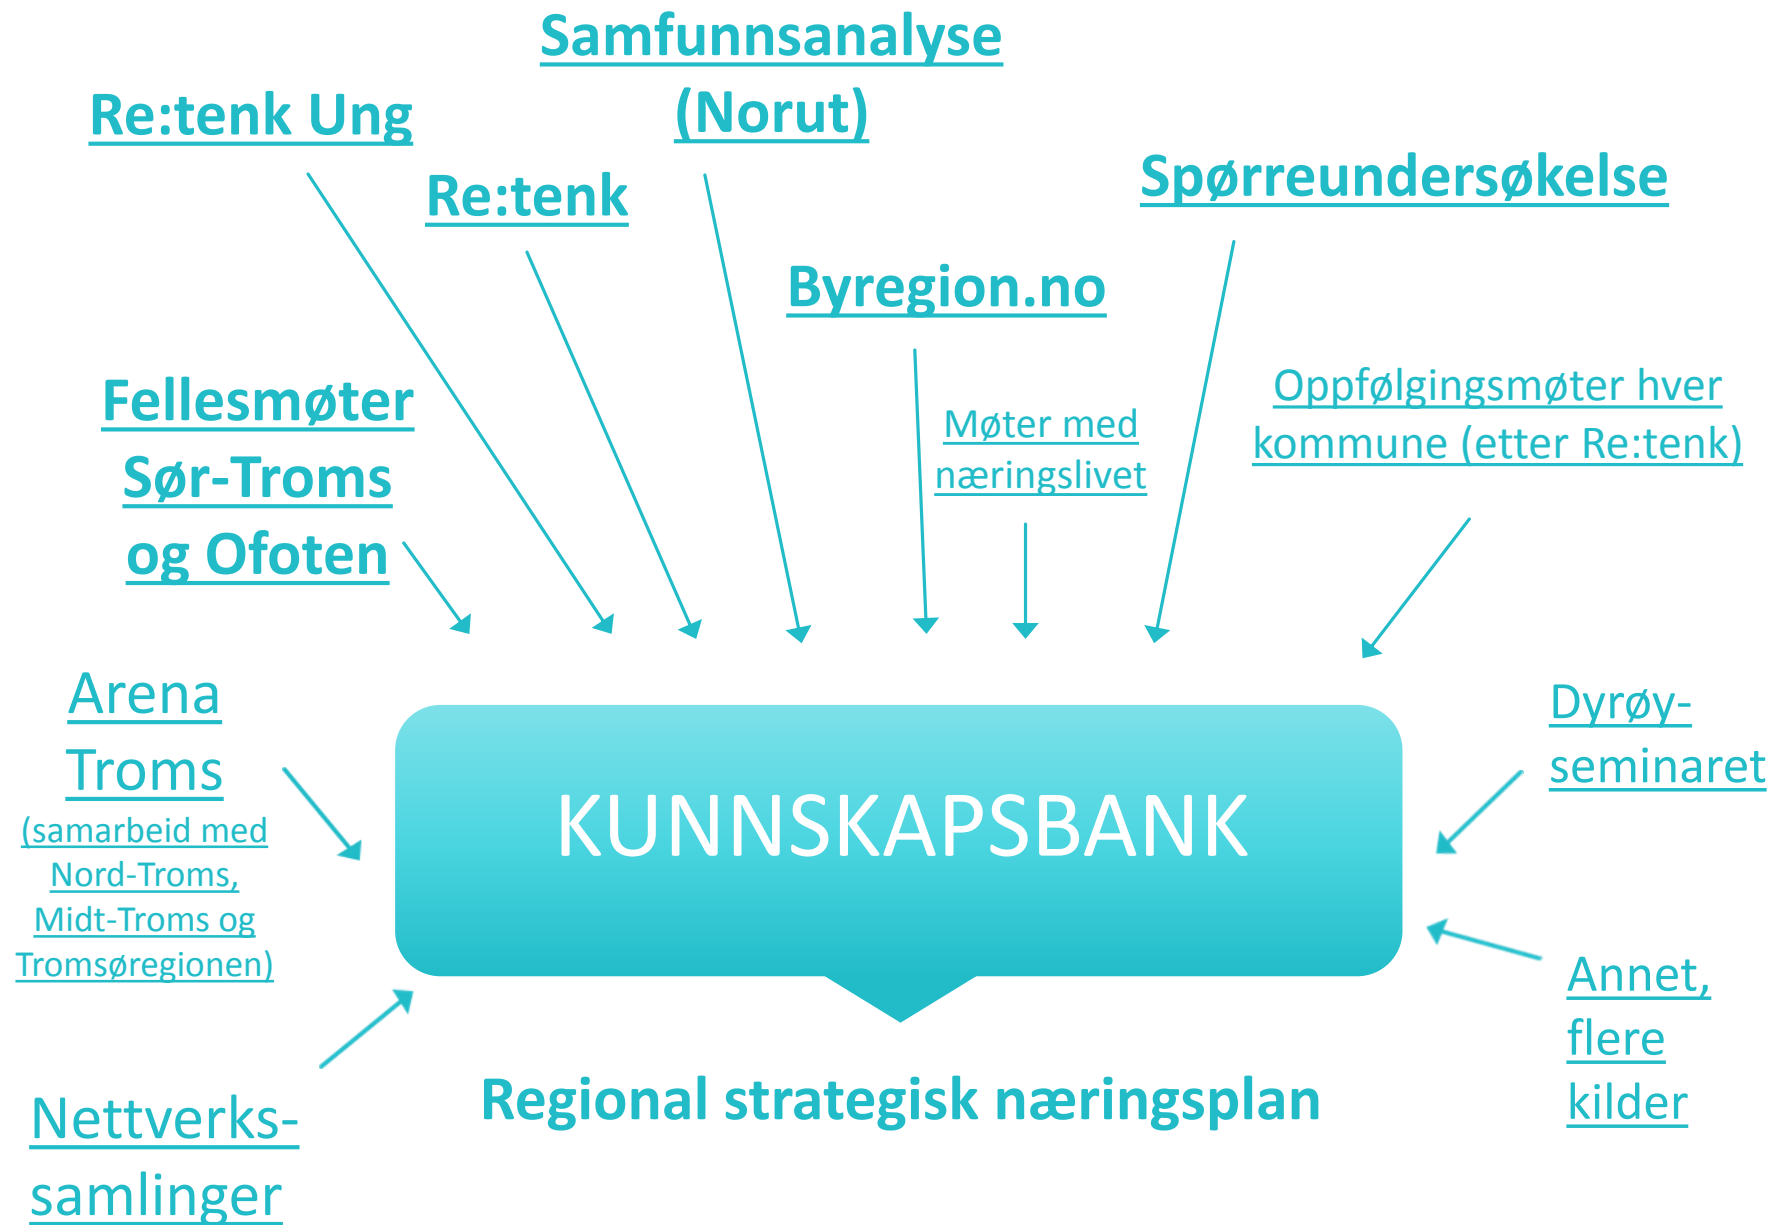 Samfunnsanalyse
(Norut)
Re:tenk Ung
Re:tenk
Spørreundersøkelse
Byregion.no
Fellesmøter
Sør-Troms
og Ofoten
Møter med
næringslivet
Oppfølgingsmøter hver
kommune (etter Re:tenk)
Arena
Troms
(samarbeid med
Nord-Troms,
Midt-Troms og
Tromsøregionen)
KUNNSKAPSBANK
Dyrøy-
seminaret
Annet,
flere
kilder
Nettverks-
samlinger
Regional strategisk næringsplan